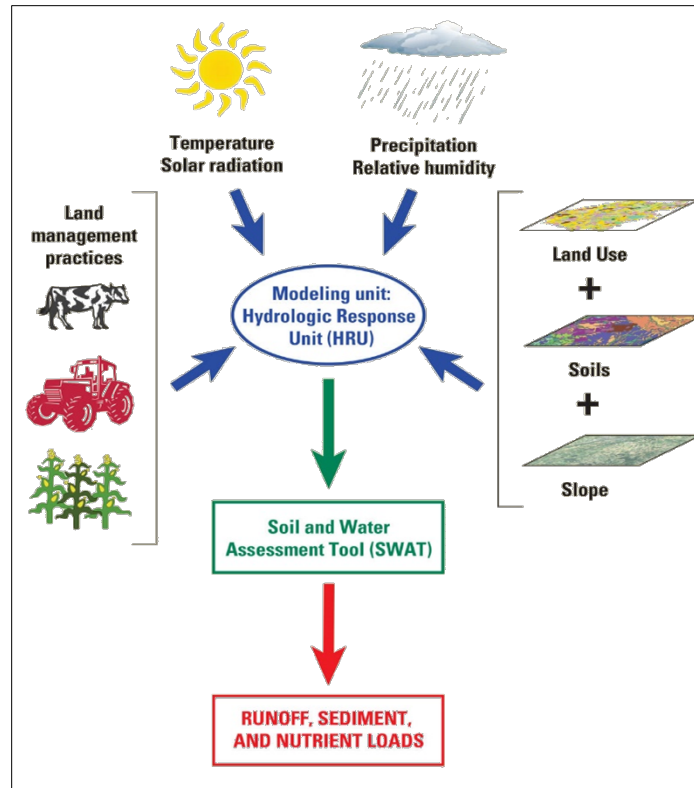 Temperature
Solar radiation
Precipitation
Relative humidity
Land
management
practices
Modeling unit:
Hydrologic Response
Unit (HRU)
Land Use
+
Soils
+
Slope
Soil and Water
Assessment Tool (SWAT)
RUNOFF, SEDIMENT,
AND NUTRIENT LOADS